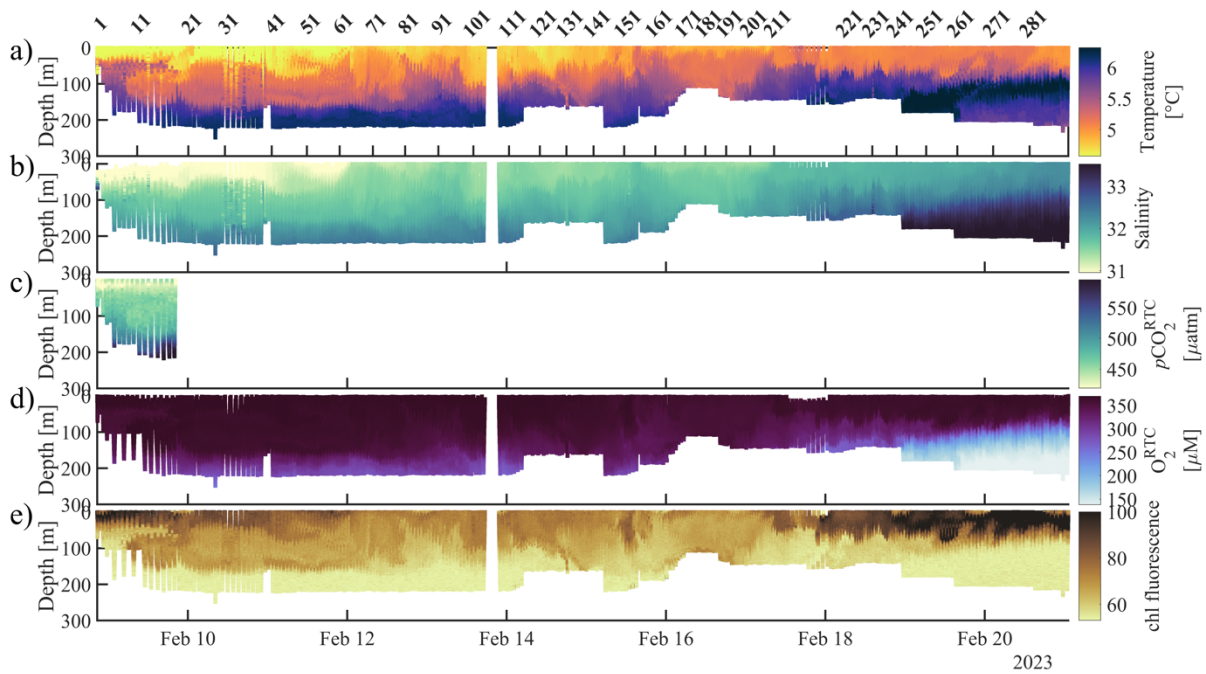 1 11 21 31 41 51 61 71 81 91 101 111 121 131 141 151 161 171 181 191 201 211 221 231 241 251 261 271 281
a)
Depth [m]
0
100
200
300
6
5.5
5
Temperature
[°C]
b)
Depth [m]
0
100
200
300
33
32
31
Salinity
c)
Depth [m]
0
100
200
300
550
500
450
pCO₂ᴿᵀᶜ
[μatm]
d)
Depth [m]
0
100
200
300
350
300
250
200
150
O₂ᴿᵀᶜ
[μM]
e)
Depth [m]
0
100
200
300
100
80
60
chl fluorescence
Feb 10 Feb 12 Feb 14 Feb 16 Feb 18 Feb 20
2023